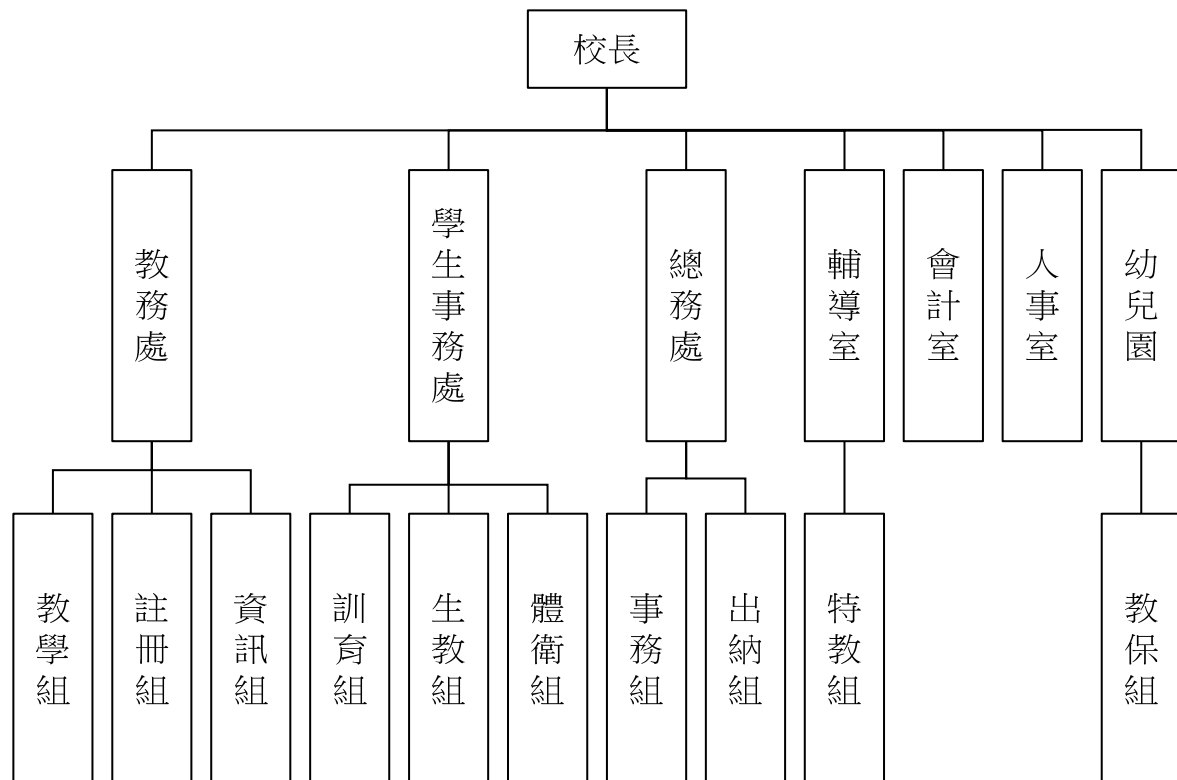 校長
教務處
學生事務處
總務處
輔導室
會計室
人事室
幼兒園
教學組
註冊組
資訊組
訓育組
生教組
體衛組
事務組
出納組
特教組
教保組